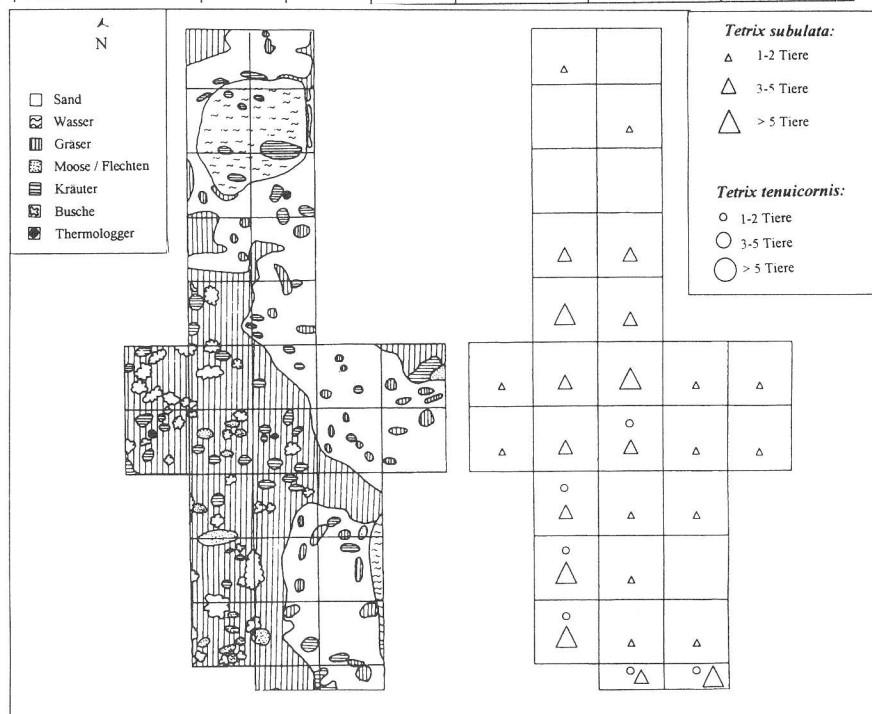 N
Sand
Wasser
Gräser
Moose / Flechten
Kräuter
Busche
Thermologger
Tetrix subulata:
1-2 Tiere
3-5 Tiere
> 5 Tiere
Tetrix tenuicornis:
1-2 Tiere
3-5 Tiere
> 5 Tiere